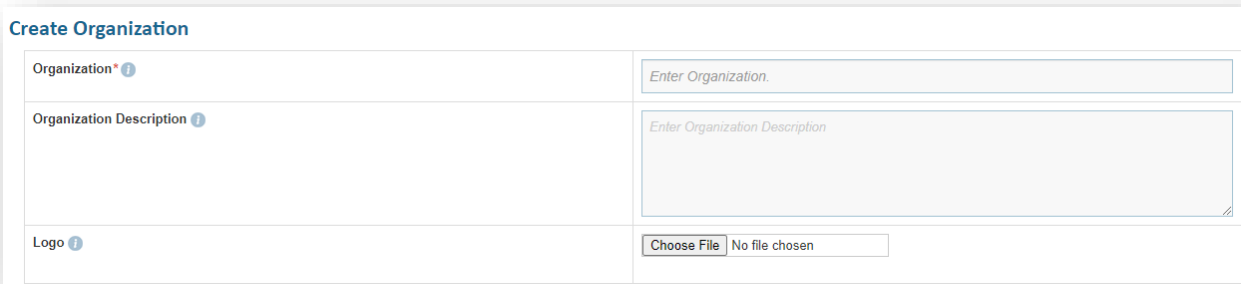 Create Organization
Organization*
Enter Organization.
Organization Description
Enter Organization Description
Logo
Choose File No file chosen